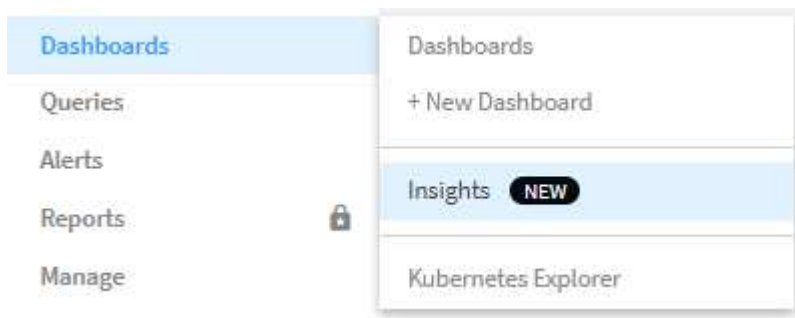 Dashboards
Queries
Alerts
Reports
Manage
Dashboards
+ New Dashboard
Insights NEW
Kubernetes Explorer